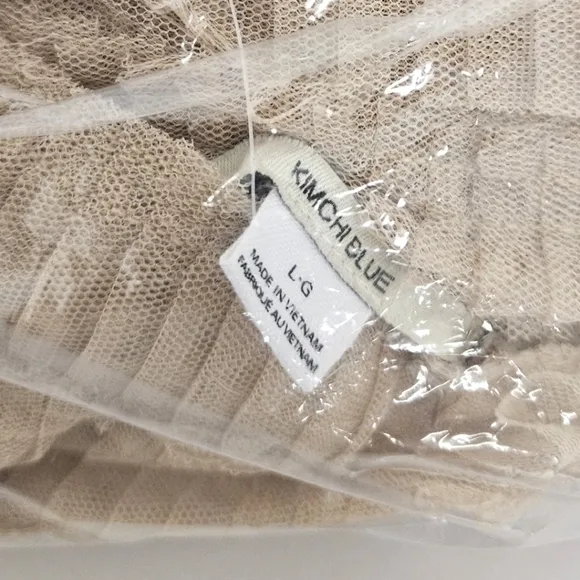 KIMCHI BLUE
L·G
MADE IN VIETNAM
FABRIQUÉ AU VIETNAM